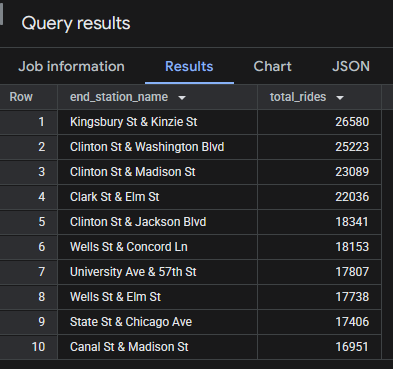 Query results
Job information Results Chart JSON
Row end_station_name total_rides
1 Kingsbury St & Kinzie St 26580
2 Clinton St & Washington Blvd 25223
3 Clinton St & Madison St 23089
4 Clark St & Elm St 22036
5 Clinton St & Jackson Blvd 18341
6 Wells St & Concord Ln 18153
7 University Ave & 57th St 17807
8 Wells St & Elm St 17738
9 State St & Chicago Ave 17406
10 Canal St & Madison St 16951